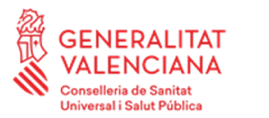 GENERALITAT
VALENCIANA
Conselleria de Sanitat
Universal i Salut Pública